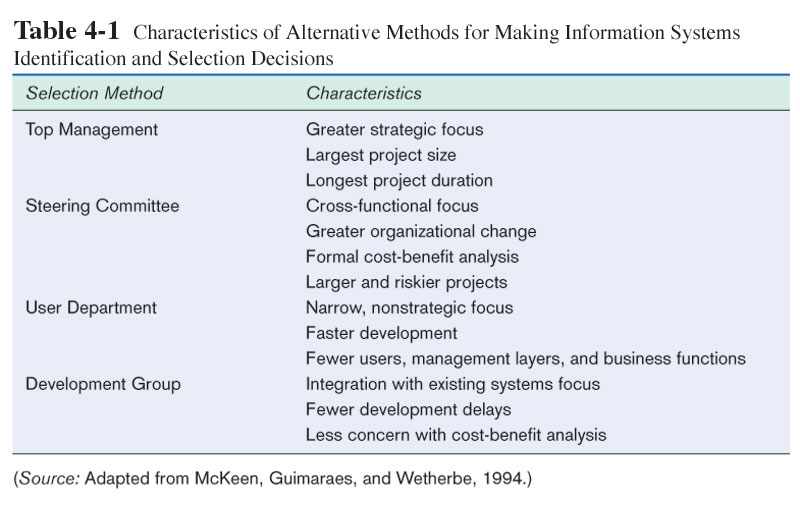 Table 4-1 Characteristics of Alternative Methods for Making Information Systems
Identification and Selection Decisions
Selection Method Characteristics
Top Management Greater strategic focus
Largest project size
Longest project duration
Steering Committee Cross-functional focus
Greater organizational change
Formal cost-benefit analysis
Larger and riskier projects
User Department Narrow, nonstrategic focus
Faster development
Fewer users, management layers, and business functions
Development Group Integration with existing systems focus
Fewer development delays
Less concern with cost-benefit analysis
(Source: Adapted from McKeen, Guimaraes, and Wetherbe, 1994.)